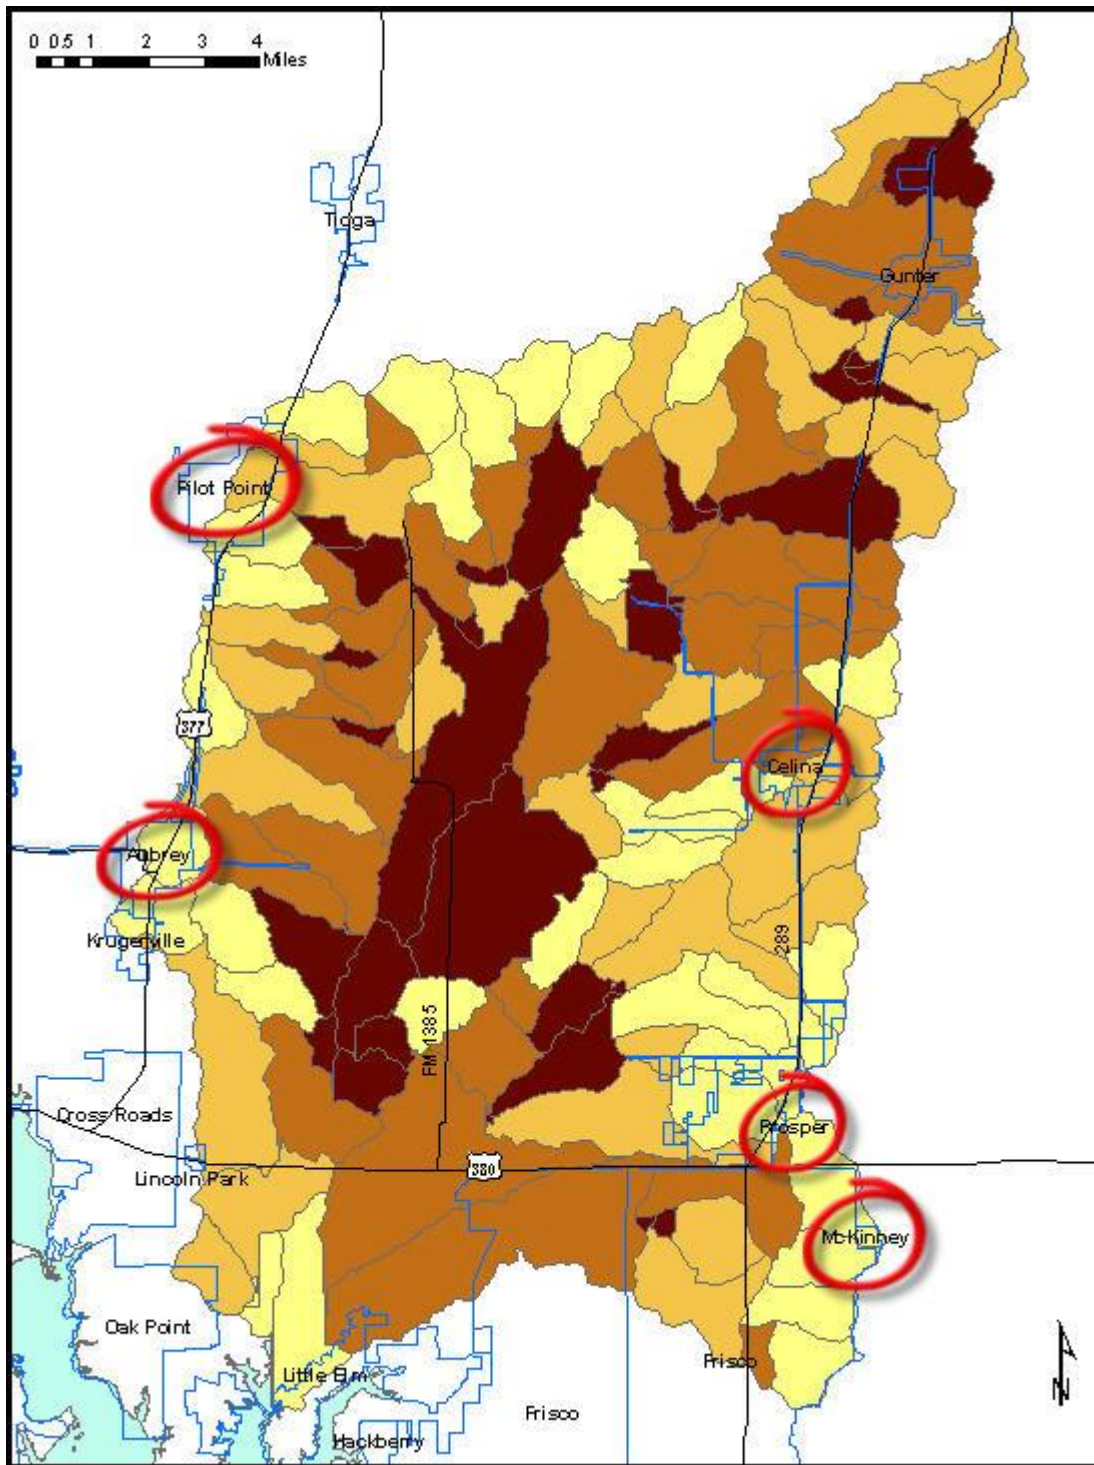 0 0.5 1 2 3 4
Miles
Tioga
Gunter
Pilot Point
377
Celina
Aubrey
Krugerville
289
FM 1385
Cross Roads
Prosper
380
Lincoln Park
McKinney
Oak Point
Little Elm
Frisco
Frisco
Hackberry
N